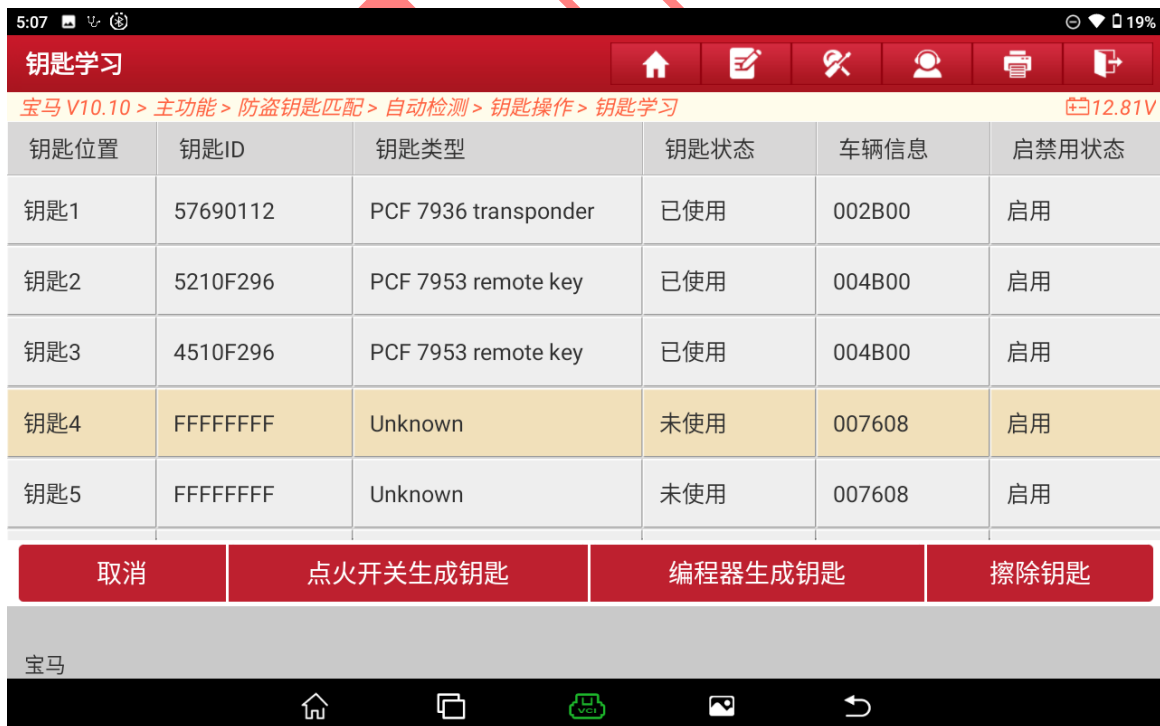 5:07 19%
钥匙学习
宝马 V10.10 > 主功能 > 防盗钥匙匹配 > 自动检测 > 钥匙操作 > 钥匙学习 12.81V
钥匙位置 钥匙ID 钥匙类型 钥匙状态 车辆信息 启禁用状态
钥匙1 57690112 PCF 7936 transponder 已使用 002B00 启用
钥匙2 5210F296 PCF 7953 remote key 已使用 004B00 启用
钥匙3 4510F296 PCF 7953 remote key 已使用 004B00 启用
钥匙4 FFFFFFFF Unknown 未使用 007608 启用
钥匙5 FFFFFFFF Unknown 未使用 007608 启用
取消 点火开关生成钥匙 编程器生成钥匙 擦除钥匙
宝马
VCI